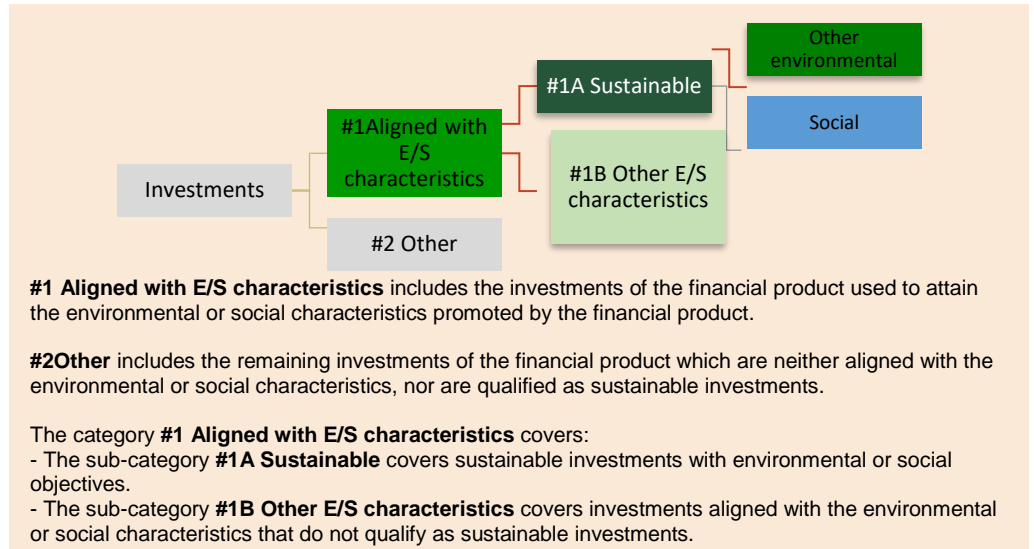 Other
environmental
#1A Sustainable
Social
#1Aligned with
E/S
characteristics
#1B Other E/S
characteristics
Investments
#2 Other
#1 Aligned with E/S characteristics includes the investments of the financial product used to attain
the environmental or social characteristics promoted by the financial product.
#2Other includes the remaining investments of the financial product which are neither aligned with the
environmental or social characteristics, nor are qualified as sustainable investments.
The category #1 Aligned with E/S characteristics covers:
- The sub-category #1A Sustainable covers sustainable investments with environmental or social
objectives.
- The sub-category #1B Other E/S characteristics covers investments aligned with the environmental
or social characteristics that do not qualify as sustainable investments.